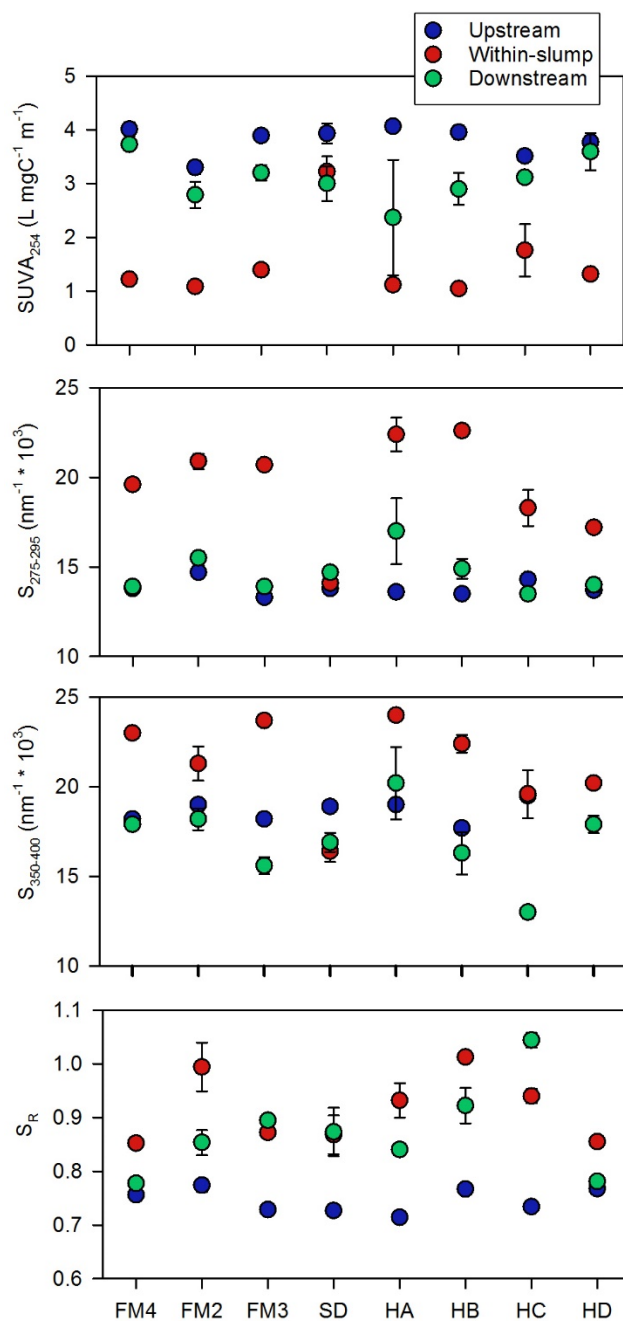 Upstream
Within-slump
Downstream
SUVA₂₅₄ (L mgC⁻¹ m⁻¹)
5
4
3
2
1
0
S₂₇₅₋₂₉₅ (nm⁻¹ * 10³)
25
20
15
10
S₃₅₀₋₄₀₀ (nm⁻¹ * 10³)
25
20
15
10
S_R
1.1
1.0
0.9
0.8
0.7
0.6
FM4 FM2 FM3 SD HA HB HC HD